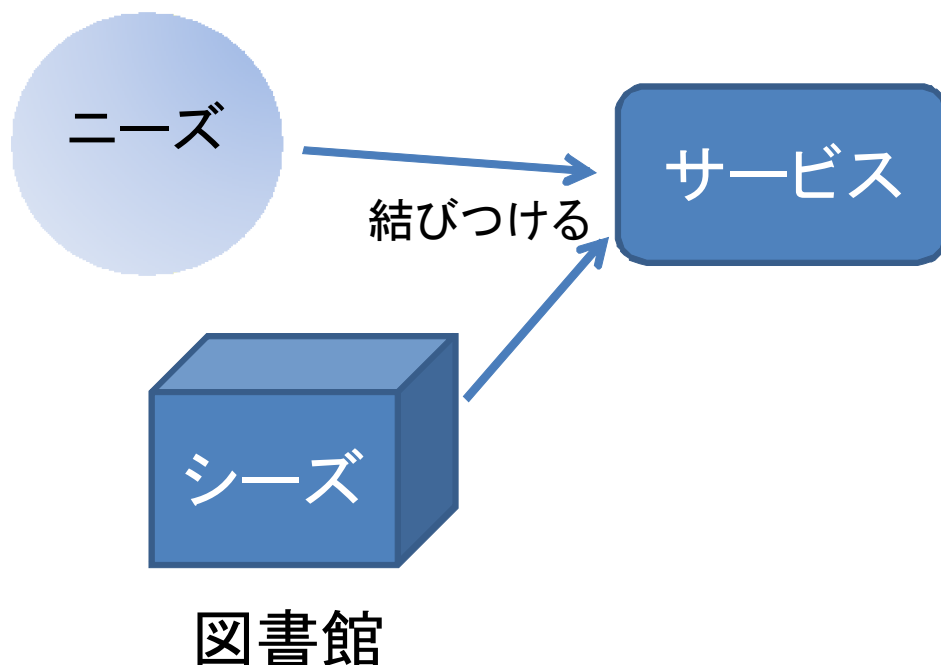 ニーズ
サービス
結びつける
シーズ
図書館